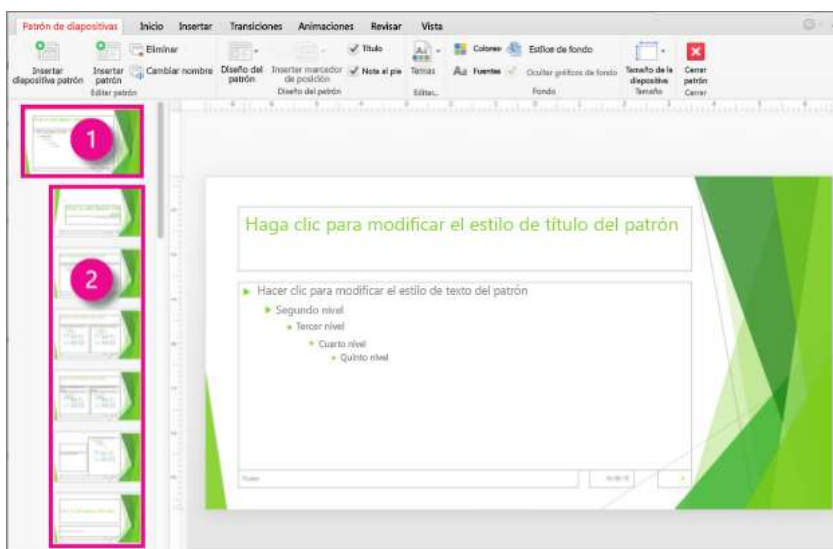 Patrón de diapositivas Inicio Insertar Transiciones Animaciones Revisar Vista
Insertar diapositiva patrón
Insertar patrón
Eliminar
Cambiar nombre
Editar patrón
Diseño del patrón
Insertar marcador de posición
Título
Nota al pie
Diseño del patrón
Temas
Editar...
Colores
Fuentes
Estilos de fondo
Ocultar gráficos de fondo
Fondo
Tamaño de la diapositiva
Tamaño
Cerrar patrón
Cerrar
1
2
Haga clic para modificar el estilo de título del patrón
Hacer clic para modificar el estilo de texto del patrón
Segundo nivel
Tercer nivel
Cuarto nivel
Quinto nivel